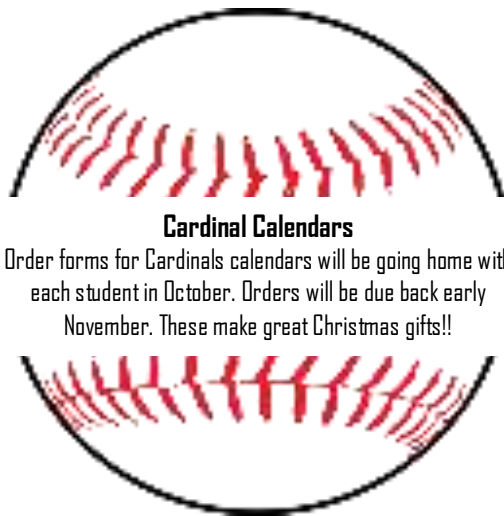 Cardinal Calendars
Order forms for Cardinals calendars will be going home with
each student in October. Orders will be due back early
November. These make great Christmas gifts!!